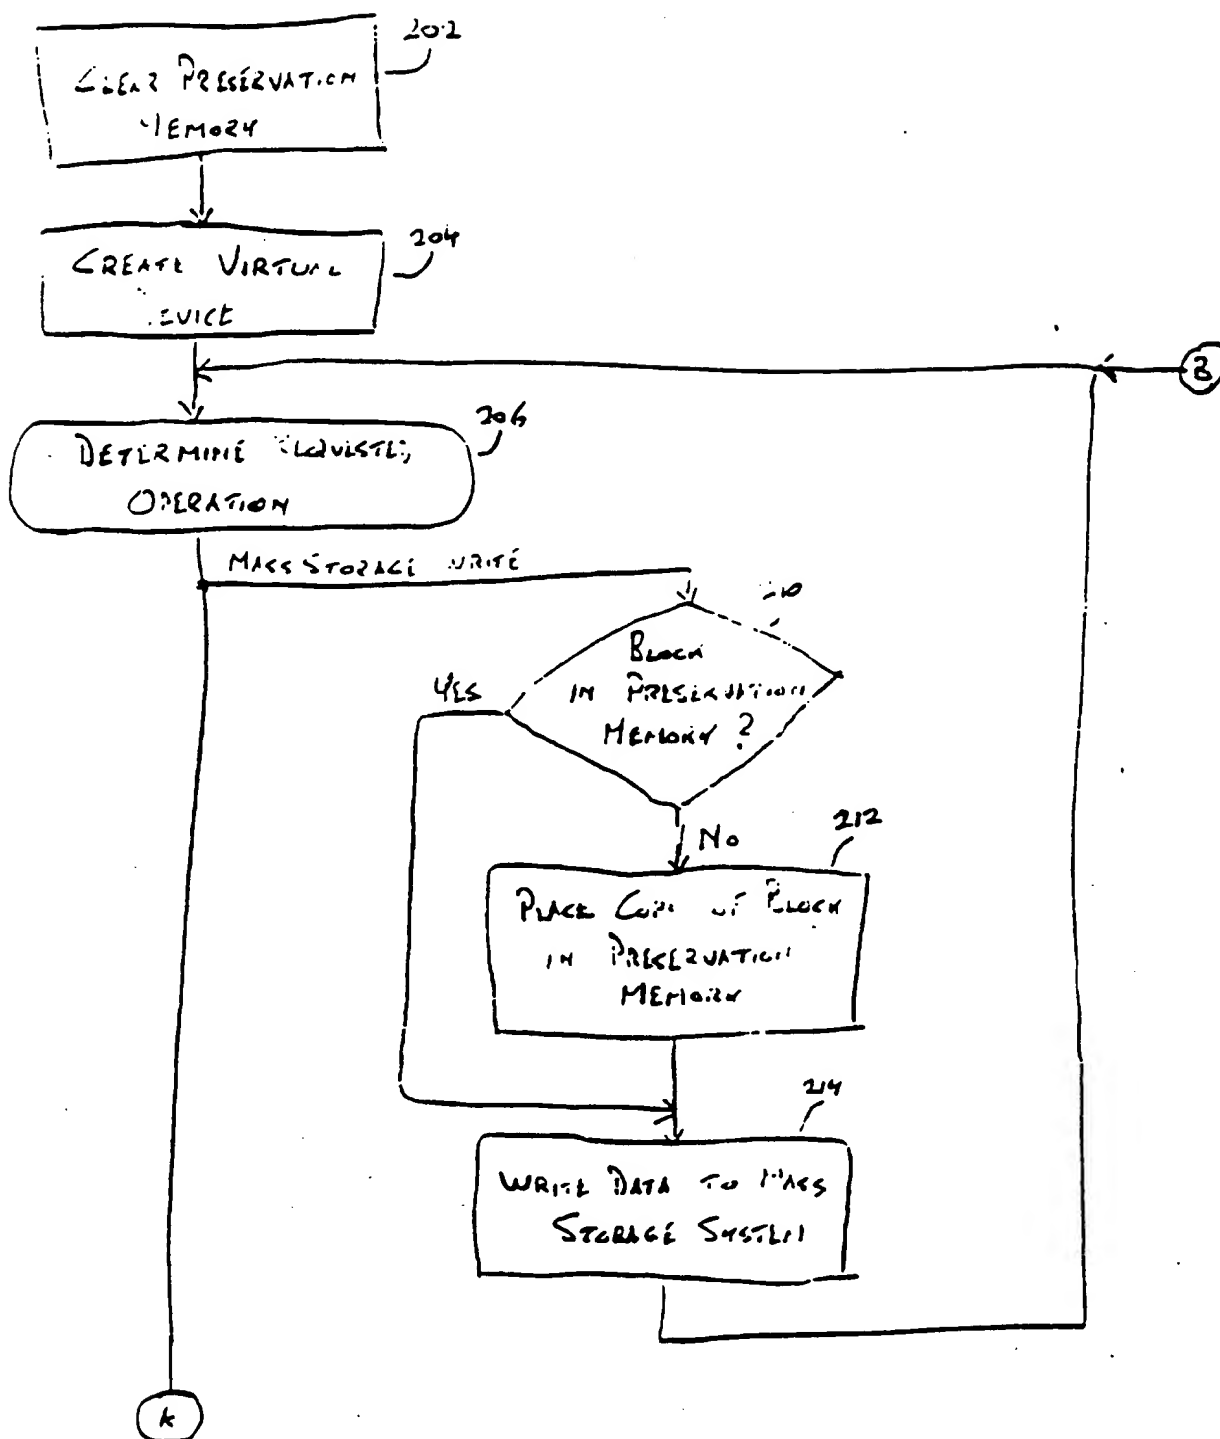 202
CLEAR PRESERVATION
MEMORY
204
CREATE VIRTUAL
DEVICE
B
206
DETERMINE REQUESTED
OPERATION
MASS STORAGE WRITE
210
BLOCK
IN PRESERVATION
MEMORY?
YES
NO
212
PLACE COPY OF BLOCK
IN PRESERVATION
MEMORY
214
WRITE DATA TO MASS
STORAGE SYSTEM